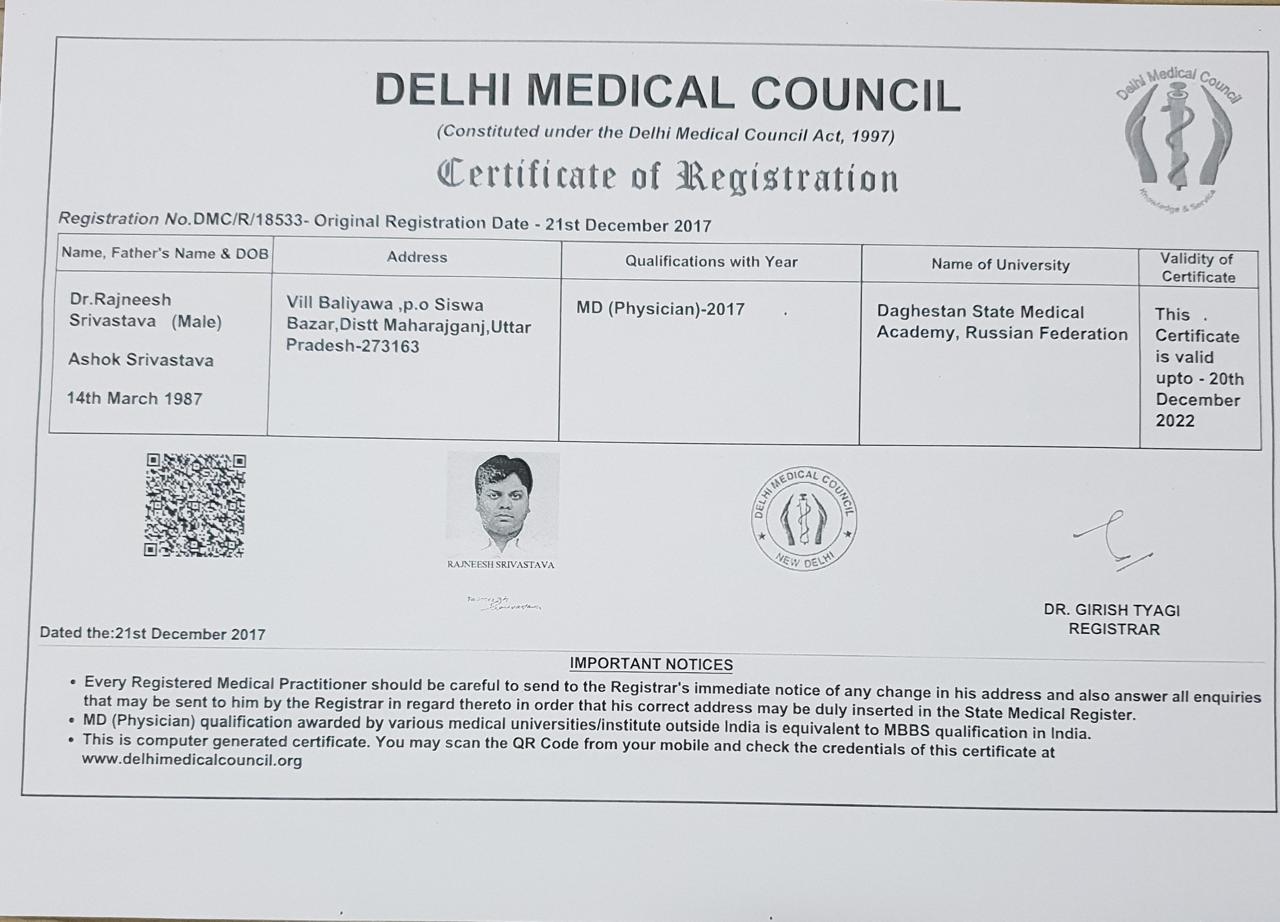 DELHI MEDICAL COUNCIL
(Constituted under the Delhi Medical Council Act, 1997)
Certificate of Registration
Delhi Medical Council
Knowledge & Service
Registration No.DMC/R/18533- Original Registration Date - 21st December 2017
Name, Father's Name & DOB
Address
Qualifications with Year
Name of University
Validity of
Certificate
Dr.Rajneesh
Srivastava (Male)
Ashok Srivastava
14th March 1987
Vill Baliyawa ,p.o Siswa
Bazar,Distt Maharajganj,Uttar
Pradesh-273163
MD (Physician)-2017
Daghestan State Medical
Academy, Russian Federation
This .
Certificate
is valid
upto - 20th
December
2022
RAJNEESH SRIVASTAVA
DELHI MEDICAL COUNCIL
NEW DELHI
DR. GIRISH TYAGI
REGISTRAR
Dated the:21st December 2017
IMPORTANT NOTICES
• Every Registered Medical Practitioner should be careful to send to the Registrar's immediate notice of any change in his address and also answer all enquiries
that may be sent to him by the Registrar in regard thereto in order that his correct address may be duly inserted in the State Medical Register.
• MD (Physician) qualification awarded by various medical universities/institute outside India is equivalent to MBBS qualification in India.
• This is computer generated certificate. You may scan the QR Code from your mobile and check the credentials of this certificate at
www.delhimedicalcouncil.org